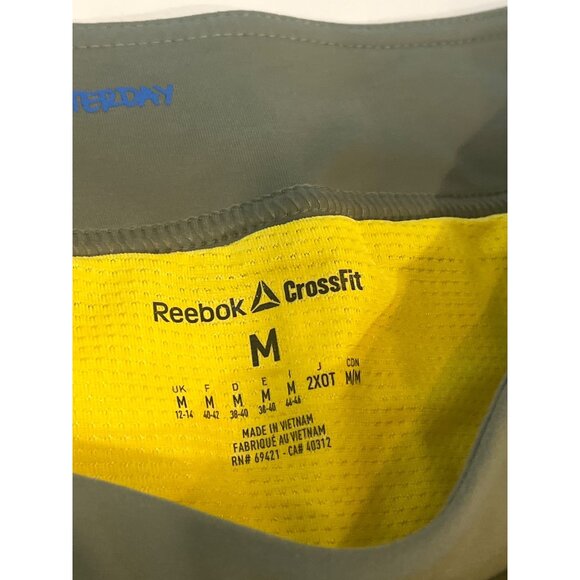 TERDAY
Reebok CrossFit
M
UK F D E I J CDN
M M M M M 2XOT M/M
12-14 40-42 38-40 38-40 44-46
MADE IN VIETNAM
FABRIQUÉ AU VIETNAM
RN# 69421 - CA# 40312